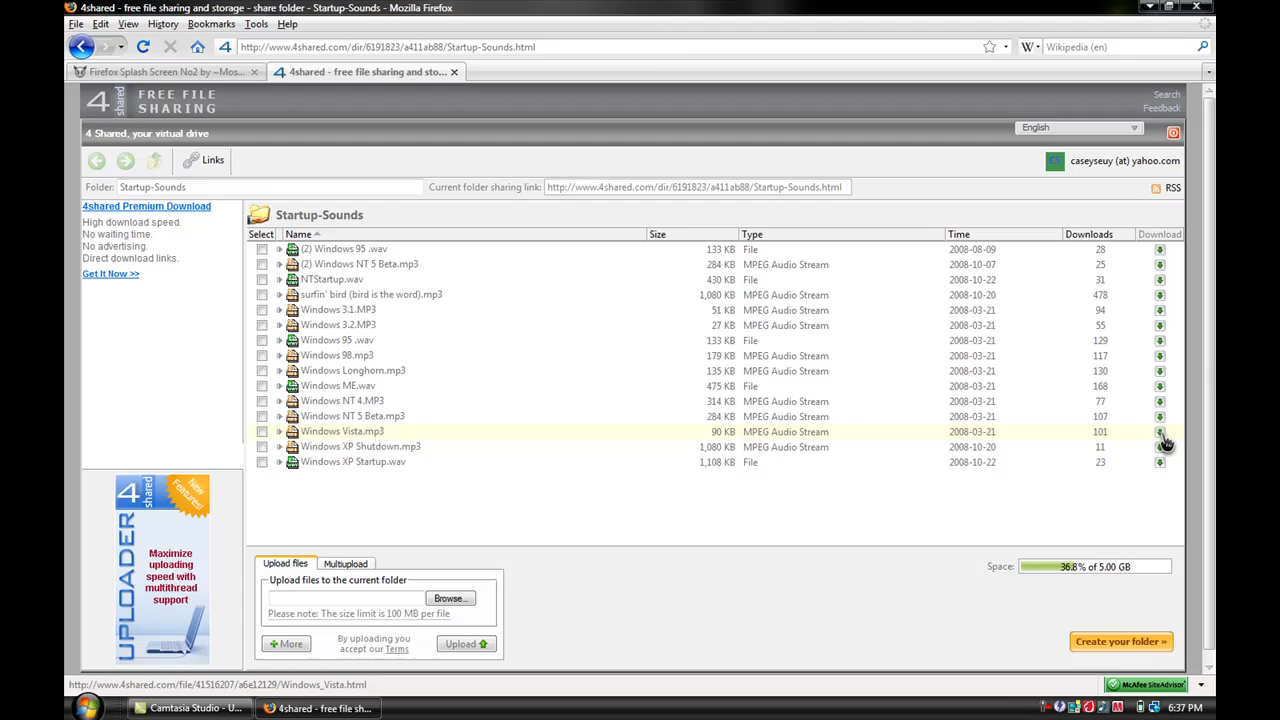 4shared - free file sharing and storage - share folder - Startup-Sounds - Mozilla Firefox
File Edit View History Bookmarks Tools Help
4 http://www.4shared.com/dir/6191823/a411ab88/Startup-Sounds.html W Wikipedia (en)
Firefox Splash Screen No2 by ~Mos... 4 4shared - free file sharing and sto...
4 shared FREE FILE SHARING
Search
Feedback
4 Shared, your virtual drive
English
Links
CS caseyseuy (at) yahoo.com
Folder: Startup-Sounds Current folder sharing link: http://www.4shared.com/dir/6191823/a411ab88/Startup-Sounds.html RSS
4shared Premium Download
High download speed.
No waiting time.
No advertising.
Direct download links.
Get It Now >>
Startup-Sounds
Select Name Size Type Time Downloads Download
(2) Windows 95 .wav 133 KB File 2008-08-09 28
(2) Windows NT 5 Beta.mp3 284 KB MPEG Audio Stream 2008-10-07 25
NTStartup.wav 430 KB File 2008-10-22 31
surfin' bird (bird is the word).mp3 1,080 KB MPEG Audio Stream 2008-10-20 478
Windows 3.1.MP3 51 KB MPEG Audio Stream 2008-03-21 94
Windows 3.2.MP3 27 KB MPEG Audio Stream 2008-03-21 55
Windows 95 .wav 133 KB File 2008-03-21 129
Windows 98.mp3 179 KB MPEG Audio Stream 2008-03-21 117
Windows Longhorn.mp3 135 KB MPEG Audio Stream 2008-03-21 130
Windows ME.wav 475 KB File 2008-03-21 168
Windows NT 4.MP3 314 KB MPEG Audio Stream 2008-03-21 77
Windows NT 5 Beta.mp3 284 KB MPEG Audio Stream 2008-03-21 107
Windows Vista.mp3 90 KB MPEG Audio Stream 2008-03-21 101
Windows XP Shutdown.mp3 1,080 KB MPEG Audio Stream 2008-10-20 11
Windows XP Startup.wav 1,108 KB File 2008-10-22 23
4 shared
New Features!
UPLOADER
Maximize
uploading
speed with
multithread
support
Upload files Multiupload
Upload files to the current folder
Browse...
Please note: The size limit is 100 MB per file
+ More
By uploading you
accept our Terms
Upload
Space: 36.8% of 5.00 GB
Create your folder »
http://www.4shared.com/file/41516207/a6e12129/Windows_Vista.html
McAfee SiteAdvisor
Camtasia Studio - U... 4shared - free file sh... 6:37 PM